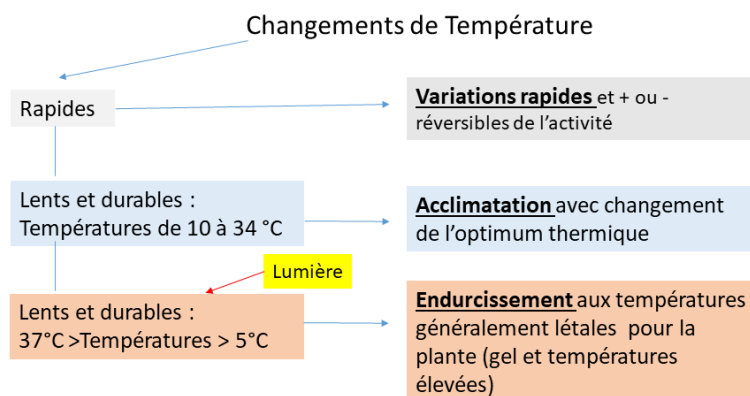 Changements de Température
Rapides
Variations rapides et + ou -
réversibles de l'activité
Lents et durables :
Températures de 10 à 34 °C
Acclimatation avec changement
de l'optimum thermique
Lumière
Lents et durables :
37°C >Températures > 5°C
Endurcissement aux températures
généralement létales pour la
plante (gel et températures
élevées)